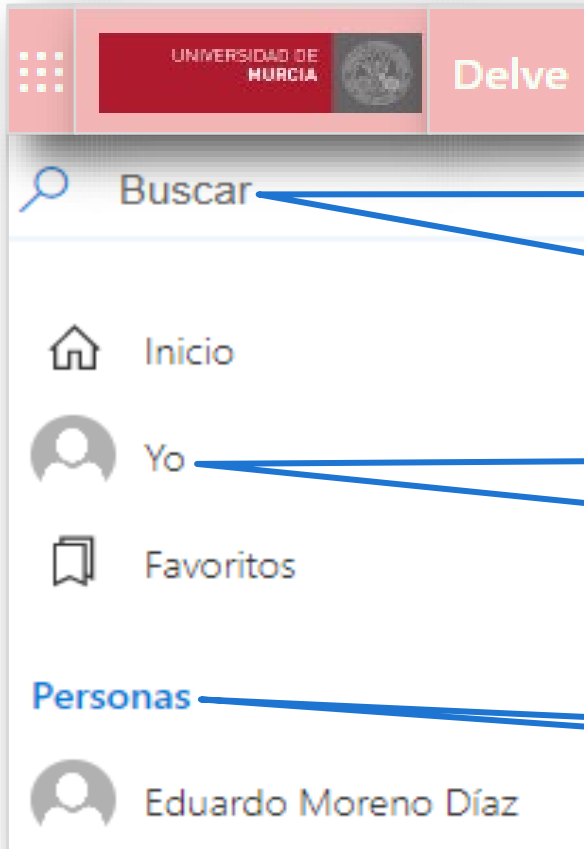 UNIVERSIDAD DE
MURCIA
Delve
Buscar
Inicio
Yo
Favoritos
Personas
Eduardo Moreno Díaz